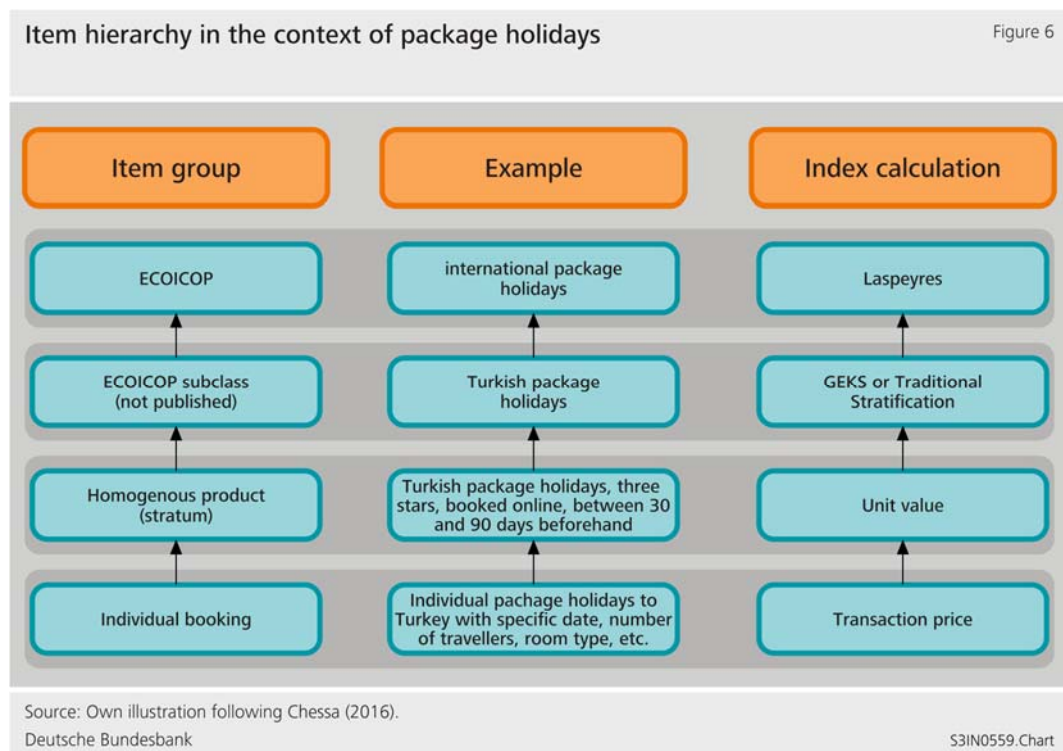 Item hierarchy in the context of package holidays
Figure 6
Item group
Example
Index calculation
ECOICOP
international package
holidays
Laspeyres
ECOICOP subclass
(not published)
Turkish package
holidays
GEKS or Traditional
Stratification
Homogenous product
(stratum)
Turkish package holidays, three
stars, booked online, between 30
and 90 days beforehand
Unit value
Individual booking
Individual pachage holidays to
Turkey with specific date, number
of travellers, room type, etc.
Transaction price
Source: Own illustration following Chessa (2016).
Deutsche Bundesbank
S3IN0559.Chart